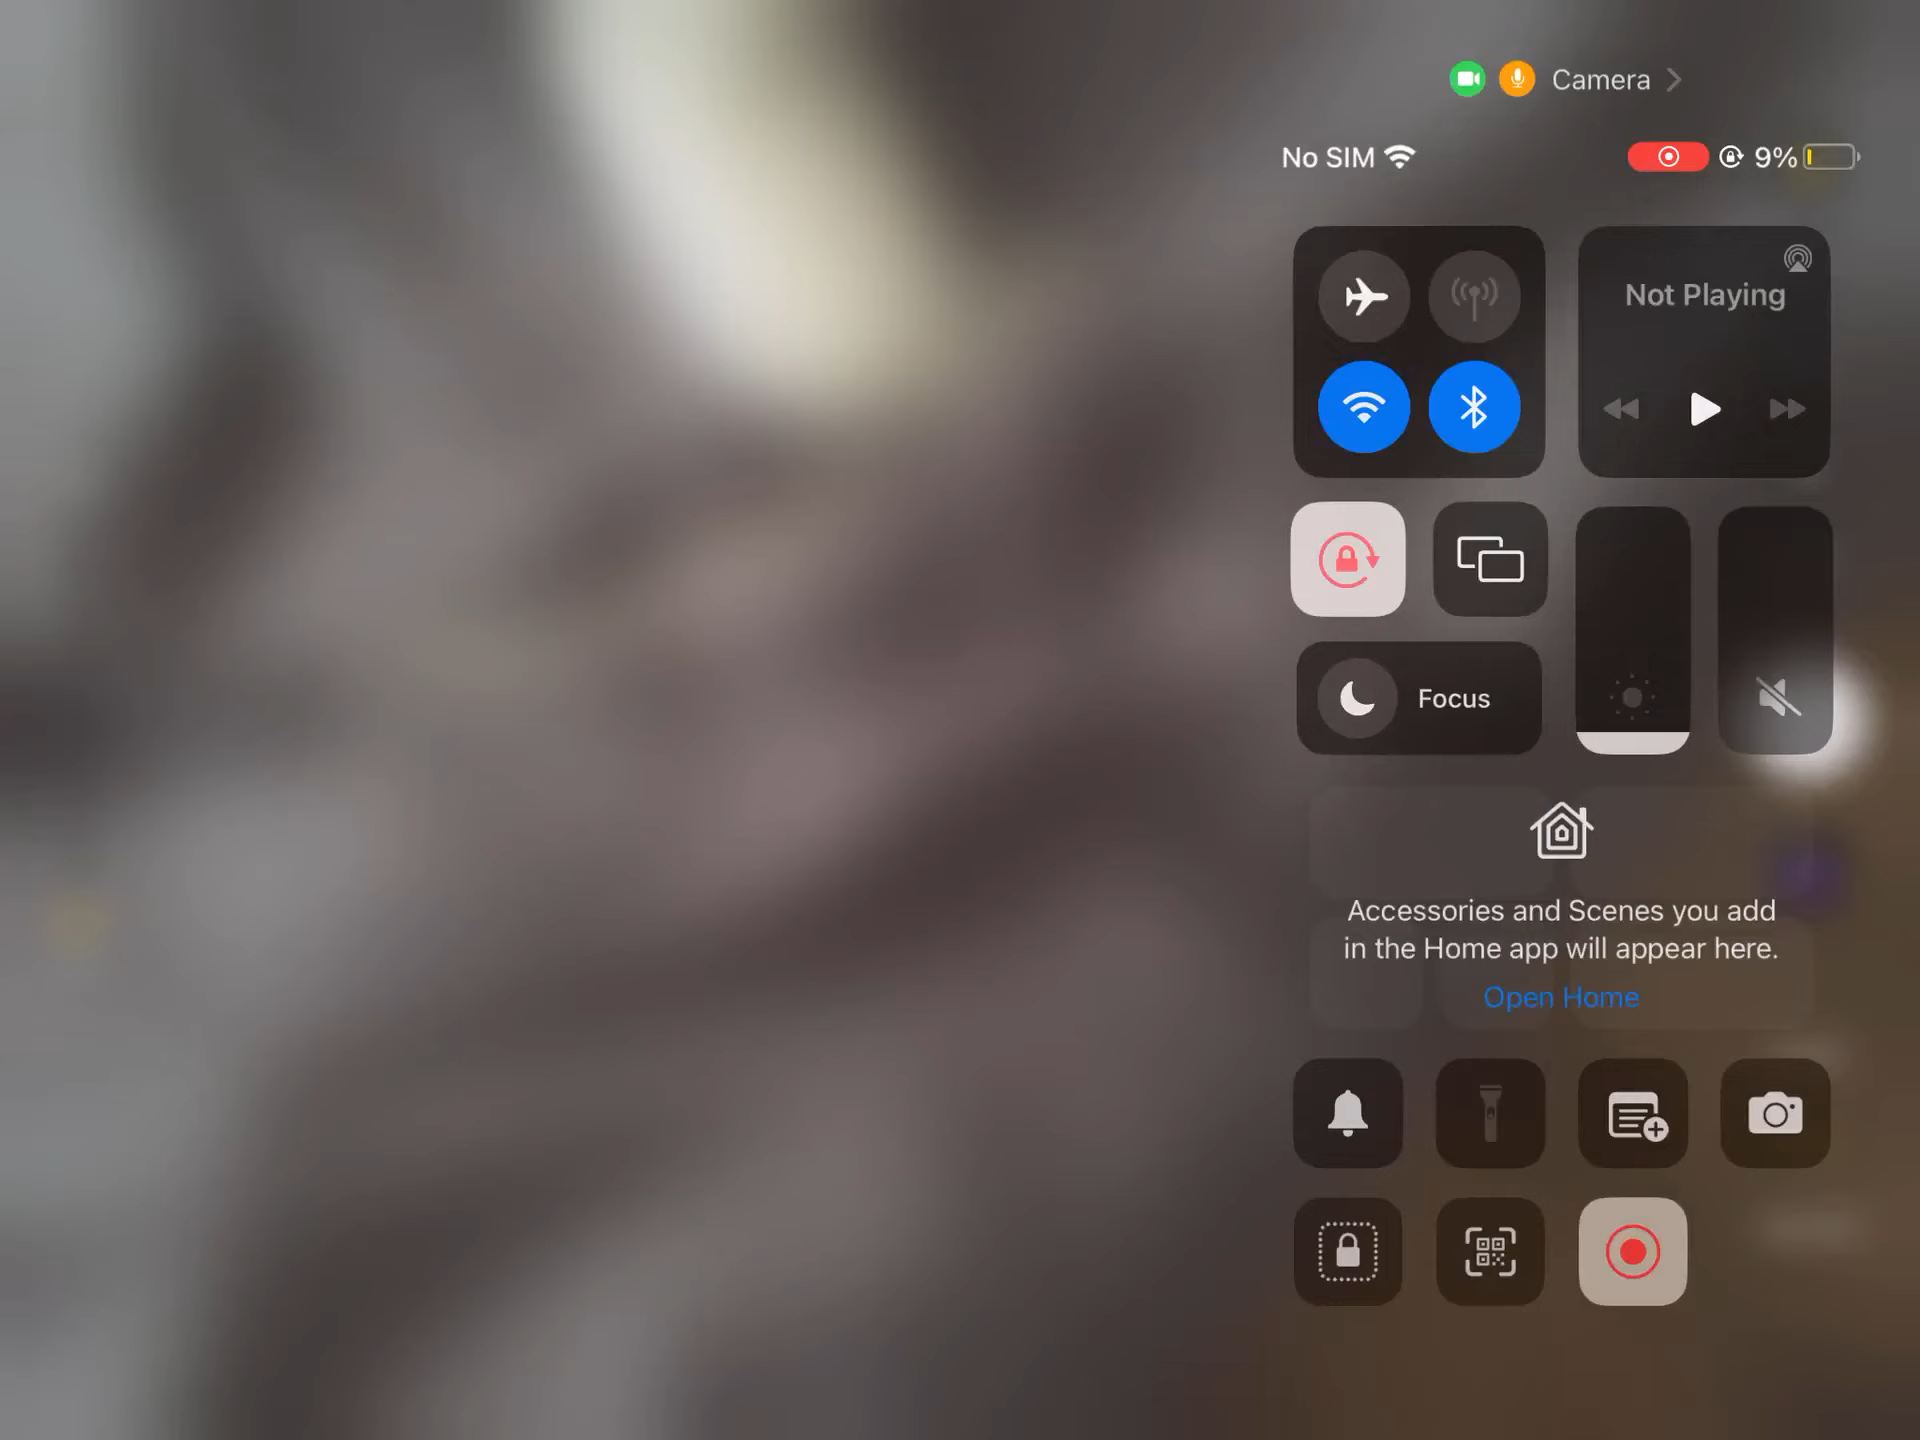 Camera
No SIM
9%
Not Playing
Focus
Accessories and Scenes you add
in the Home app will appear here.
Open Home